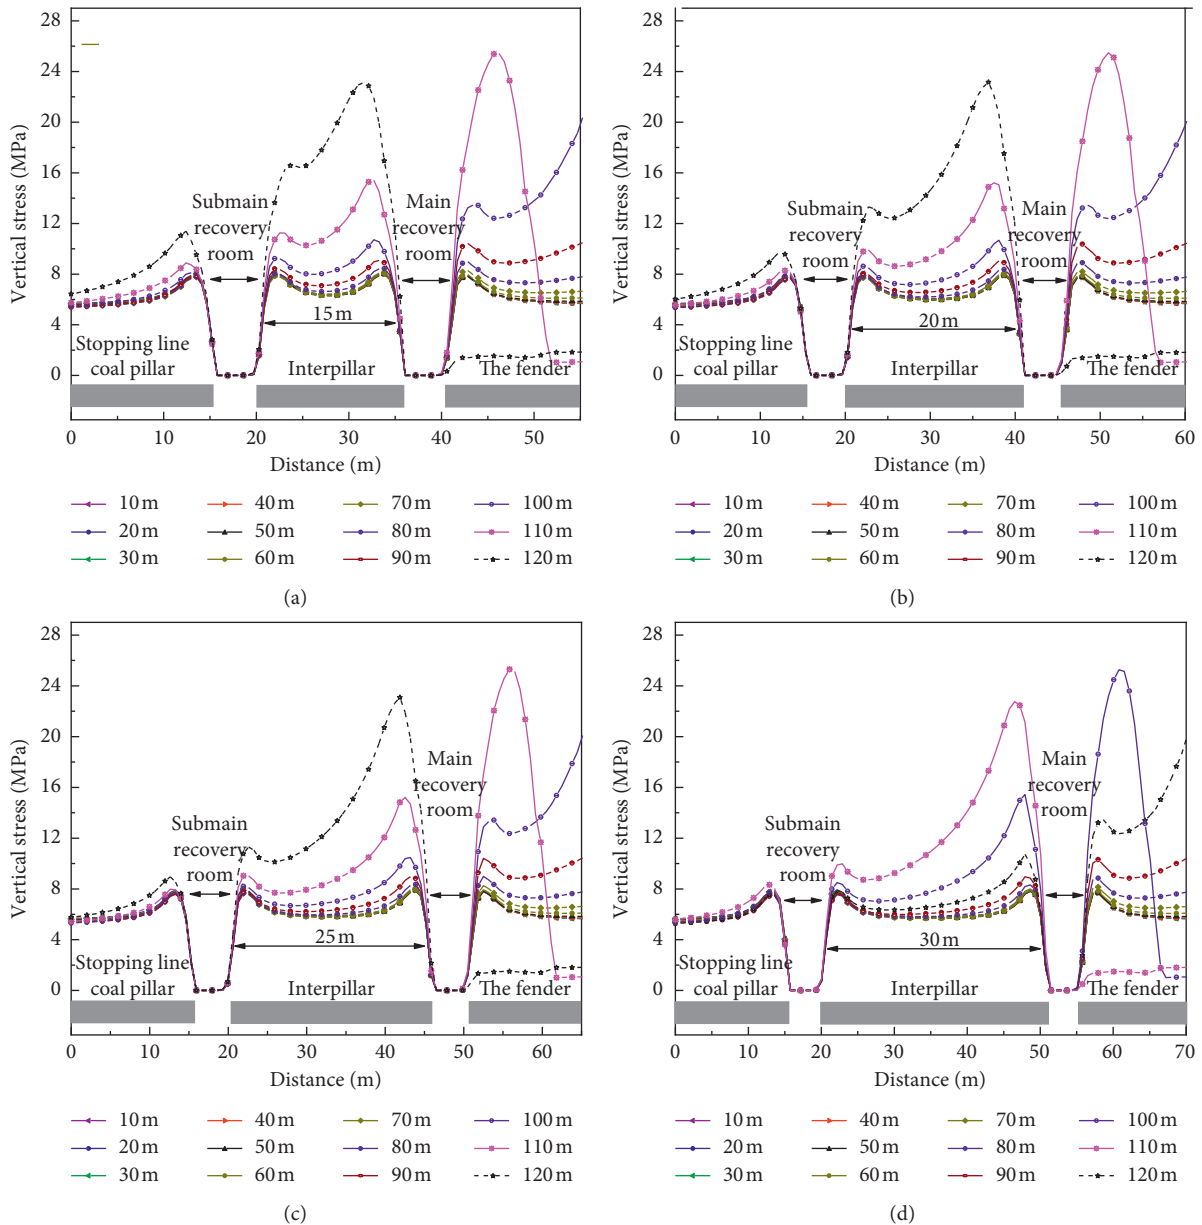 28
24
20
16
12
8
4
0
Vertical stress (MPa)
Submain
recovery
room
Main
recovery
room
15 m
Stopping line
coal pillar
Interpillar
The fender
0 10 20 30 40 50
Distance (m)
10 m 40 m 70 m 100 m
20 m 50 m 80 m 110 m
30 m 60 m 90 m 120 m
(a)
28
24
20
16
12
8
4
0
Vertical stress (MPa)
Submain
recovery
room
Main
recovery
room
20 m
Stopping line
coal pillar
Interpillar
The fender
0 10 20 30 40 50 60
Distance (m)
10 m 40 m 70 m 100 m
20 m 50 m 80 m 110 m
30 m 60 m 90 m 120 m
(b)
28
24
20
16
12
8
4
0
Vertical stress (MPa)
Submain
recovery
room
Main
recovery
room
25 m
Stopping line
coal pillar
Interpillar
The fender
0 10 20 30 40 50 60
Distance (m)
10 m 40 m 70 m 100 m
20 m 50 m 80 m 110 m
30 m 60 m 90 m 120 m
(c)
28
24
20
16
12
8
4
0
Vertical stress (MPa)
Submain
recovery
room
Main
recovery
room
30 m
Stopping line
coal pillar
Interpillar
The fender
0 10 20 30 40 50 60 70
Distance (m)
10 m 40 m 70 m 100 m
20 m 50 m 80 m 110 m
30 m 60 m 90 m 120 m
(d)